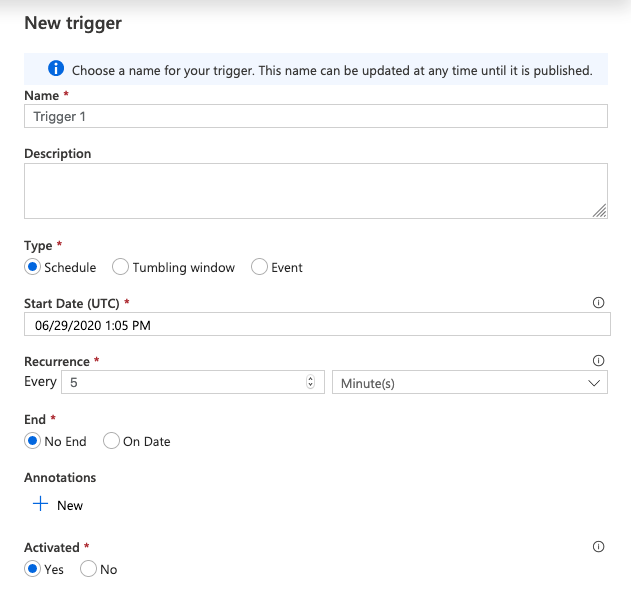 New trigger
Choose a name for your trigger. This name can be updated at any time until it is published.
Name *
Trigger 1
Description
Type *
Schedule Tumbling window Event
Start Date (UTC) *
06/29/2020 1:05 PM
Recurrence *
Every 5 Minute(s)
End *
No End On Date
Annotations
New
Activated *
Yes No